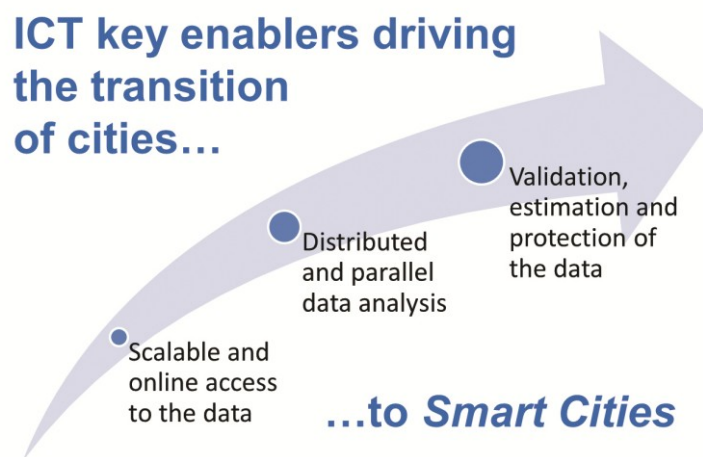 ICT key enablers driving
the transition
of cities...
Validation,
estimation and
protection of
the data
Distributed
and parallel
data analysis
Scalable and
online access
to the data
...to Smart Cities